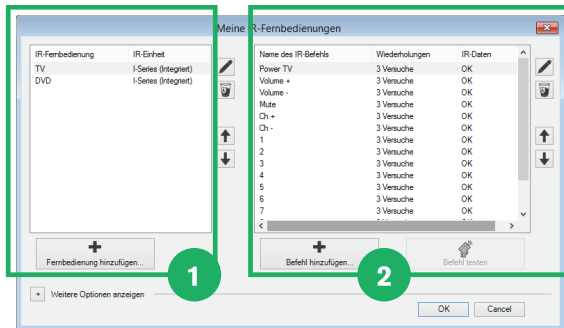 Meine IR-Fernbedienungen
IR-Fernbedienung IR-Einheit
TV I-Series (Integriert)
DVD I-Series (Integriert)
Fernbedienung hinzufügen...
1
Name des IR-Befehls Wiederholungen IR-Daten
Power TV 3 Versuche OK
Volume + 3 Versuche OK
Volume - 3 Versuche OK
Mute 3 Versuche OK
Ch + 3 Versuche OK
Ch - 3 Versuche OK
1 3 Versuche OK
2 3 Versuche OK
3 3 Versuche OK
4 3 Versuche OK
5 3 Versuche OK
6 3 Versuche OK
7 3 Versuche OK
Befehl hinzufügen...
Befehl testen
2
Weitere Optionen anzeigen
OK Cancel